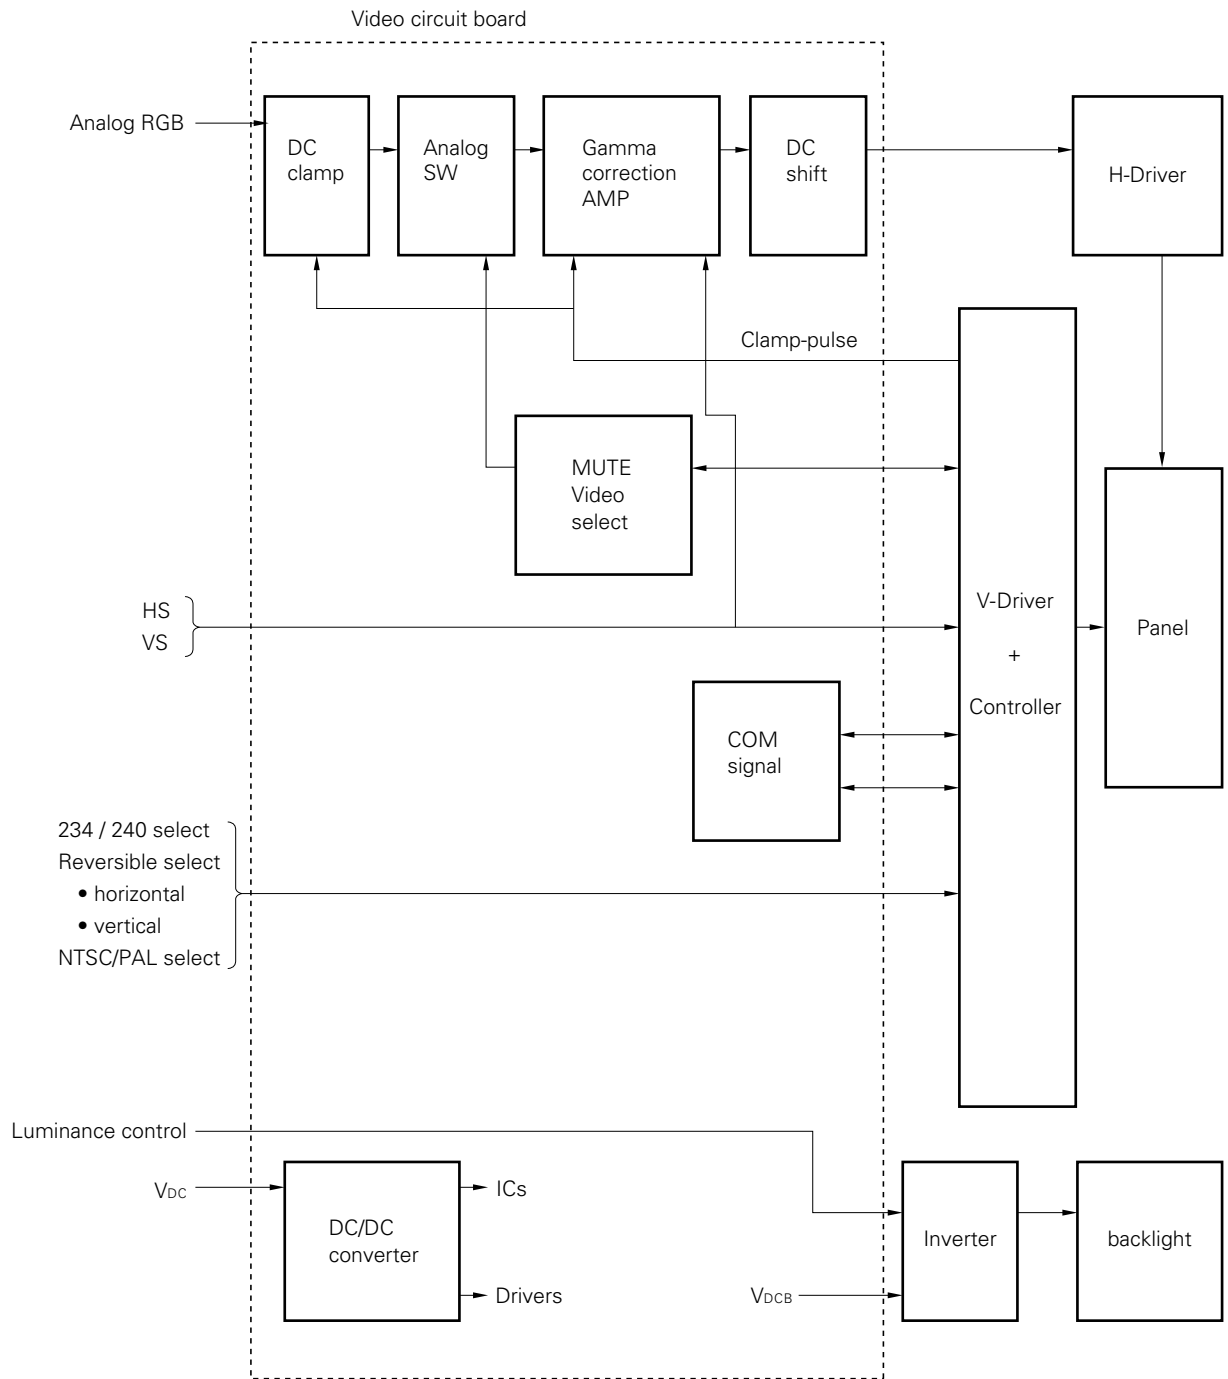 Video circuit board
Analog RGB
DC
clamp
Analog
SW
Gamma
correction
AMP
DC
shift
H-Driver
Clamp-pulse
MUTE
Video
select
HS
VS
V-Driver
+
Controller
Panel
COM
signal
234 / 240 select
Reversible select
• horizontal
• vertical
NTSC/PAL select
Luminance control
VDC
DC/DC
converter
ICs
Drivers
VDCB
Inverter
backlight